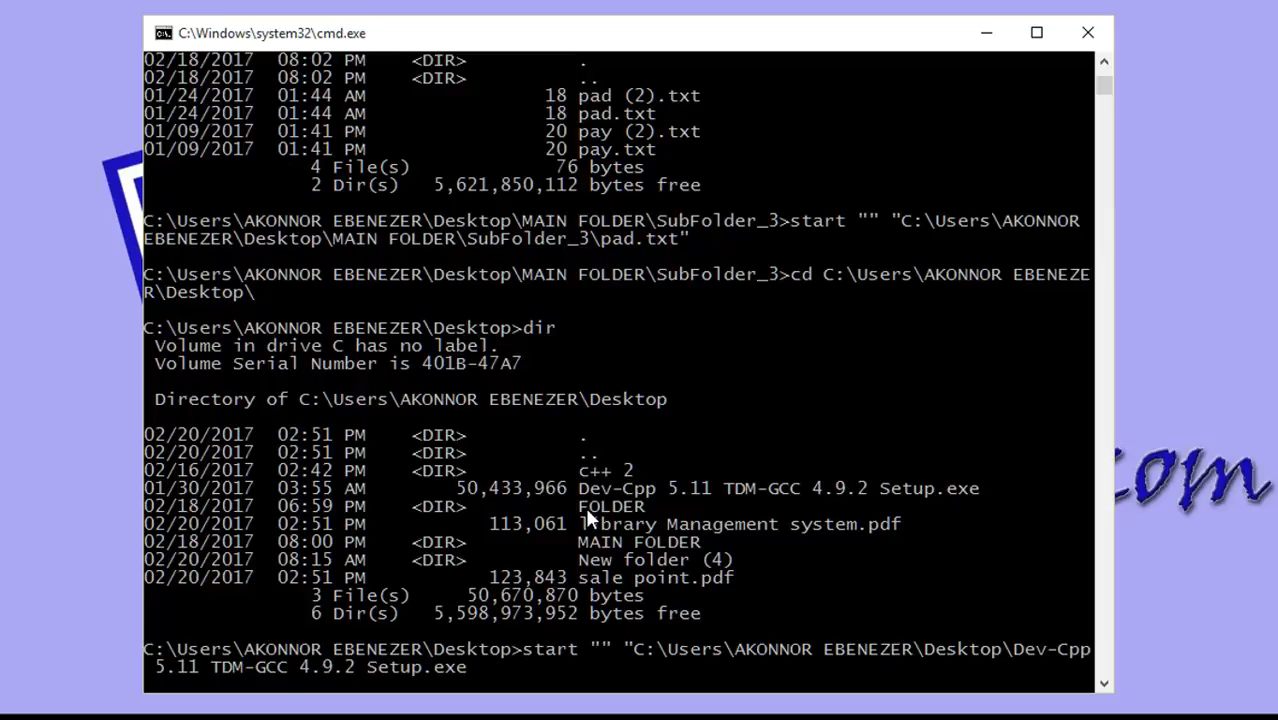 C:\Windows\system32\cmd.exe
02/18/2017  08:02 PM    <DIR>          .
02/18/2017  08:02 PM    <DIR>          ..
01/24/2017  01:44 AM                18 pad (2).txt
01/24/2017  01:44 AM                18 pad.txt
01/09/2017  01:41 PM                20 pay (2).txt
01/09/2017  01:41 PM                20 pay.txt
               4 File(s)             76 bytes
               2 Dir(s)   5,621,850,112 bytes free
C:\Users\AKONNOR EBENEZER\Desktop\MAIN FOLDER\SubFolder_3>start "" "C:\Users\AKONNOR
EBENEZER\Desktop\MAIN FOLDER\SubFolder_3\pad.txt"
C:\Users\AKONNOR EBENEZER\Desktop\MAIN FOLDER\SubFolder_3>cd C:\Users\AKONNOR EBENEZE
R\Desktop\
C:\Users\AKONNOR EBENEZER\Desktop>dir
 Volume in drive C has no label.
 Volume Serial Number is 401B-47A7
 Directory of C:\Users\AKONNOR EBENEZER\Desktop
02/20/2017  02:51 PM    <DIR>          .
02/20/2017  02:51 PM    <DIR>          ..
02/16/2017  02:42 PM    <DIR>          c++ 2
01/30/2017  03:55 AM        50,433,966 Dev-Cpp 5.11 TDM-GCC 4.9.2 Setup.exe
02/18/2017  06:59 PM    <DIR>          FOLDER
02/20/2017  02:51 PM           113,061 library Management system.pdf
02/18/2017  08:00 PM    <DIR>          MAIN FOLDER
02/20/2017  08:15 AM    <DIR>          New folder (4)
02/20/2017  02:51 PM           123,843 sale point.pdf
               3 File(s)     50,670,870 bytes
               6 Dir(s)   5,598,973,952 bytes free
C:\Users\AKONNOR EBENEZER\Desktop>start "" "C:\Users\AKONNOR EBENEZER\Desktop\Dev-Cpp
 5.11 TDM-GCC 4.9.2 Setup.exe
com